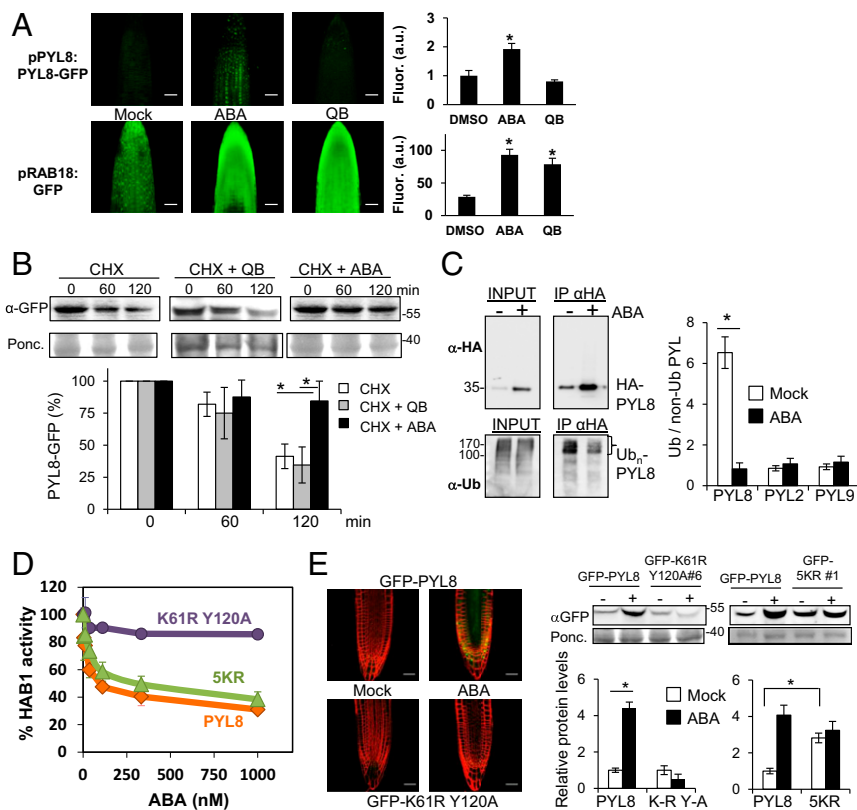 A
pPYL8:
PYL8-GFP
Mock
ABA
QB
pRAB18:
GFP
Fluor. (a.u.)
3
2
1
0
*
DMSO
ABA
QB
Fluor. (a.u.)
100
50
0
*
*
DMSO
ABA
QB
B
CHX
CHX + QB
CHX + ABA
0 60 120
0 60 120
0 60 120 min
α-GFP
-55
Ponc.
-40
PYL8-GFP (%)
100
75
50
25
0
* *
CHX
CHX + QB
CHX + ABA
0 60 120 min
C
INPUT
IP αHA
- + - + ABA
α-HA
35-
HA-
PYL8
INPUT
IP αHA
170-
100-
Ubn-
PYL8
α-Ub
Ub / non-Ub PYL
8
6
4
2
0
*
Mock
ABA
PYL8 PYL2 PYL9
D
% HAB1 activity
120
100
80
60
40
20
0
K61R Y120A
5KR
PYL8
0 250 500 750 1000
ABA (nM)
E
GFP-PYL8
Mock
ABA
GFP-K61R Y120A
GFP-PYL8
GFP-K61R
Y120A#6
- + - +
αGFP
-55
Ponc.
-40
GFP-PYL8
GFP-
5KR #1
- + - +
Relative protein levels
6
4
2
0
*
PYL8 K-R Y-A
Mock
ABA
6
4
2
0
*
PYL8 5KR